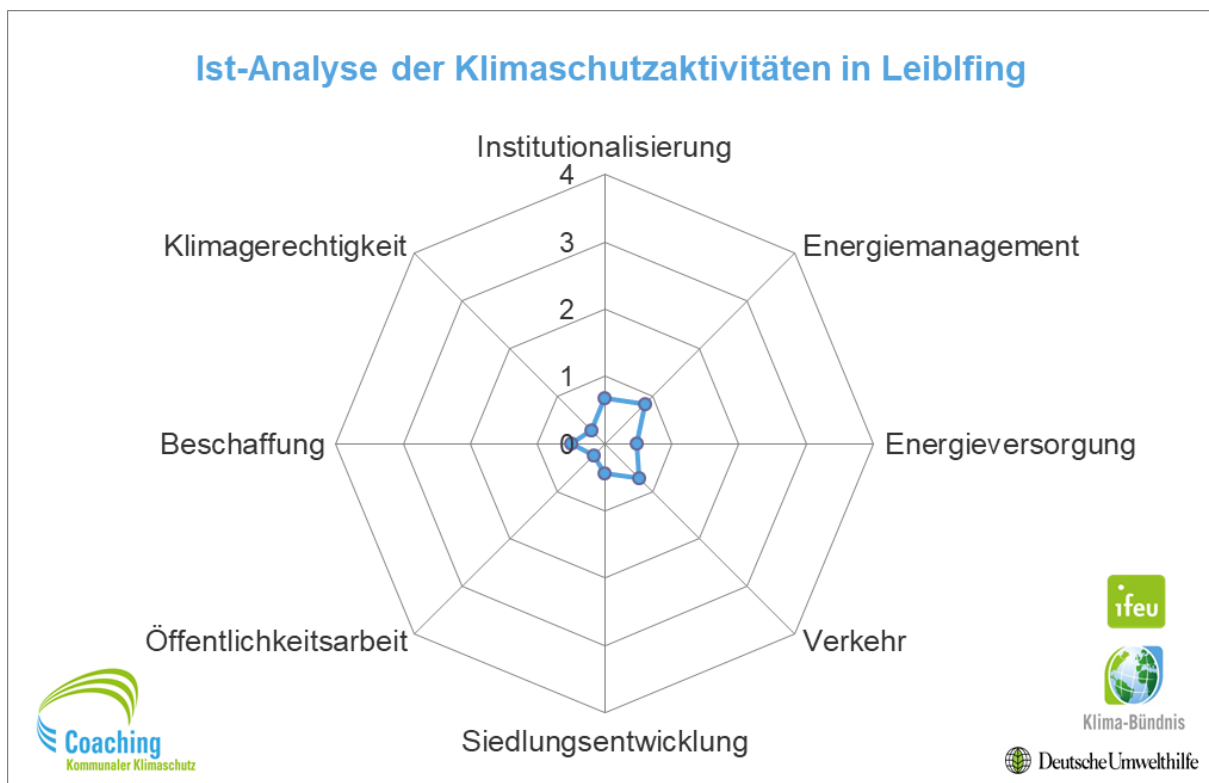 Ist-Analyse der Klimaschutzaktivitäten in Leiblfing
Institutionalisierung
4
Klimagerechtigkeit
Energiemanagement
3
2
1
Beschaffung
0
Energieversorgung
Öffentlichkeitsarbeit
Verkehr
Siedlungsentwicklung
ifeu
Klima-Bündnis
Coaching
Kommunaler Klimaschutz
Deutsche Umwelthilfe